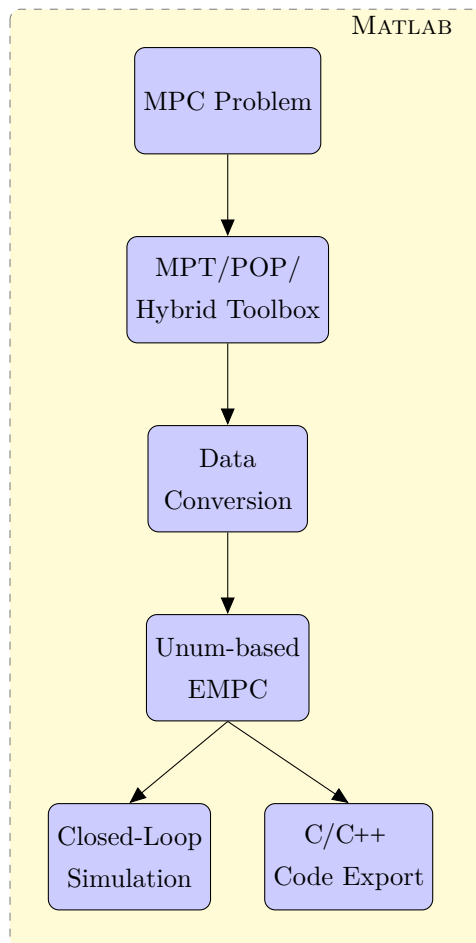 MATLAB
MPC Problem
MPT/POP/
Hybrid Toolbox
Data
Conversion
Unum-based
EMPC
Closed-Loop
Simulation
C/C++
Code Export